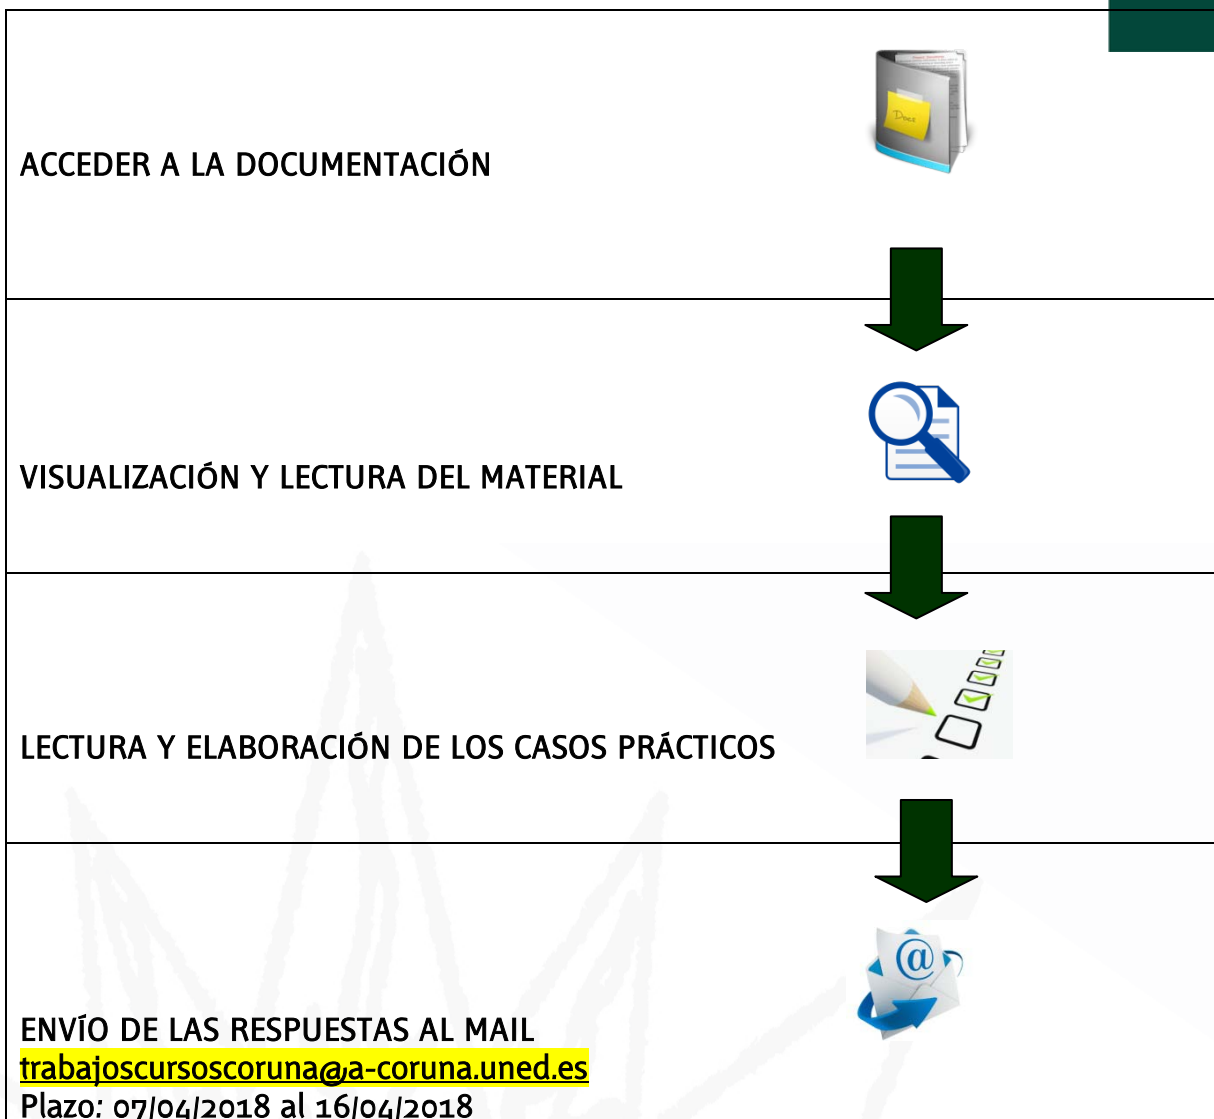 Docs
ACCEDER A LA DOCUMENTACIÓN
VISUALIZACIÓN Y LECTURA DEL MATERIAL
LECTURA Y ELABORACIÓN DE LOS CASOS PRÁCTICOS
@
ENVÍO DE LAS RESPUESTAS AL MAIL
trabajoscursoscoruna@a-coruna.uned.es
Plazo: 07/04/2018 al 16/04/2018